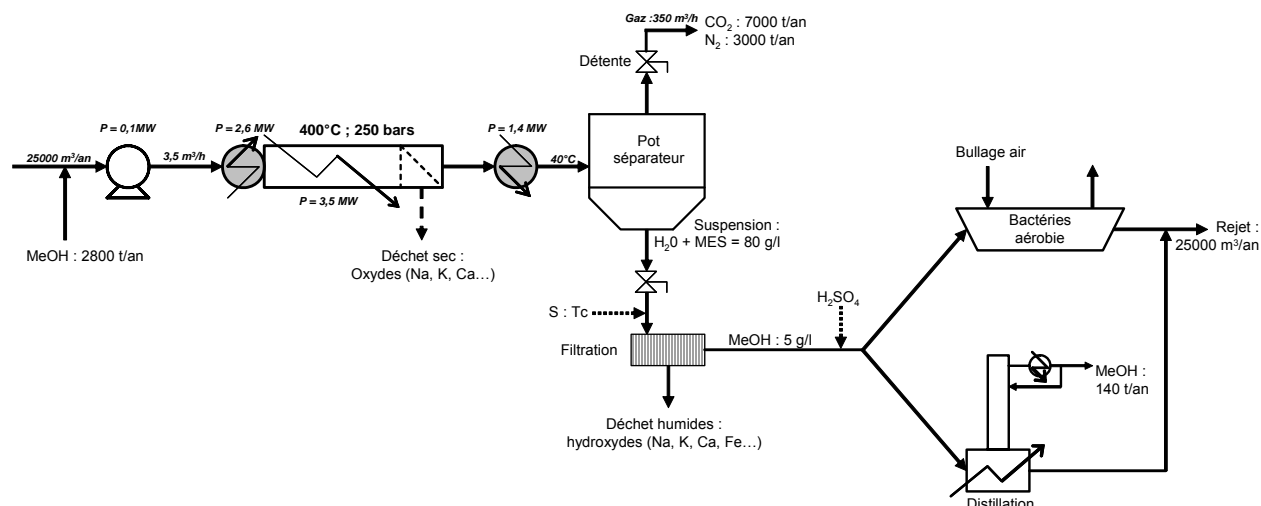 Gaz :350 m³/h
CO₂ : 7000 t/an
N₂ : 3000 t/an
Détente
P = 0,1MW
P = 2,6 MW
400°C ; 250 bars
P = 1,4 MW
Pot
séparateur
25000 m³/an
3,5 m³/h
40°C
Bullage air
P = 3,5 MW
Bactéries
aérobie
Rejet :
25000 m³/an
MeOH : 2800 t/an
Déchet sec :
Oxydes (Na, K, Ca…)
Suspension :
H₂0 + MES = 80 g/l
S : Tc
H₂SO₄
Filtration
MeOH : 5 g/l
MeOH :
140 t/an
Déchet humides :
hydroxydes (Na, K, Ca, Fe…)
Distillation